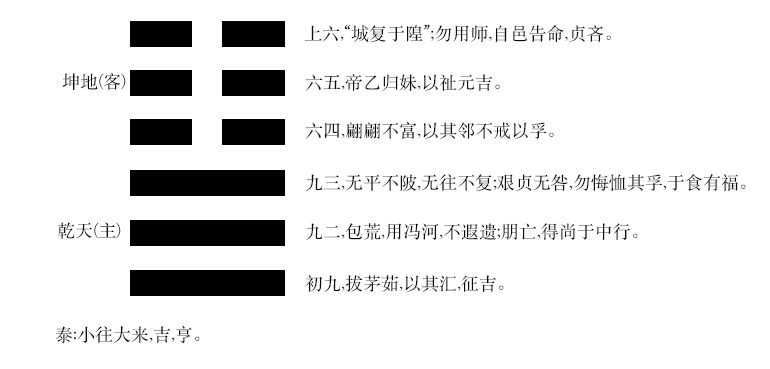 上六,“城复于隍”;勿用师,自邑告命,贞吝。
坤地(客)
六五,帝乙归妹,以祉元吉。
六四,翩翩不富,以其邻不戒以孚。
九三,无平不陂,无往不复;艰贞无咎,勿悔恤其孚,于食有福。
乾天(主)
九二,包荒,用冯河,不遐遗;朋亡,得尚于中行。
初九,拔茅茹,以其汇,征吉。
泰:小往大来,吉,亨。